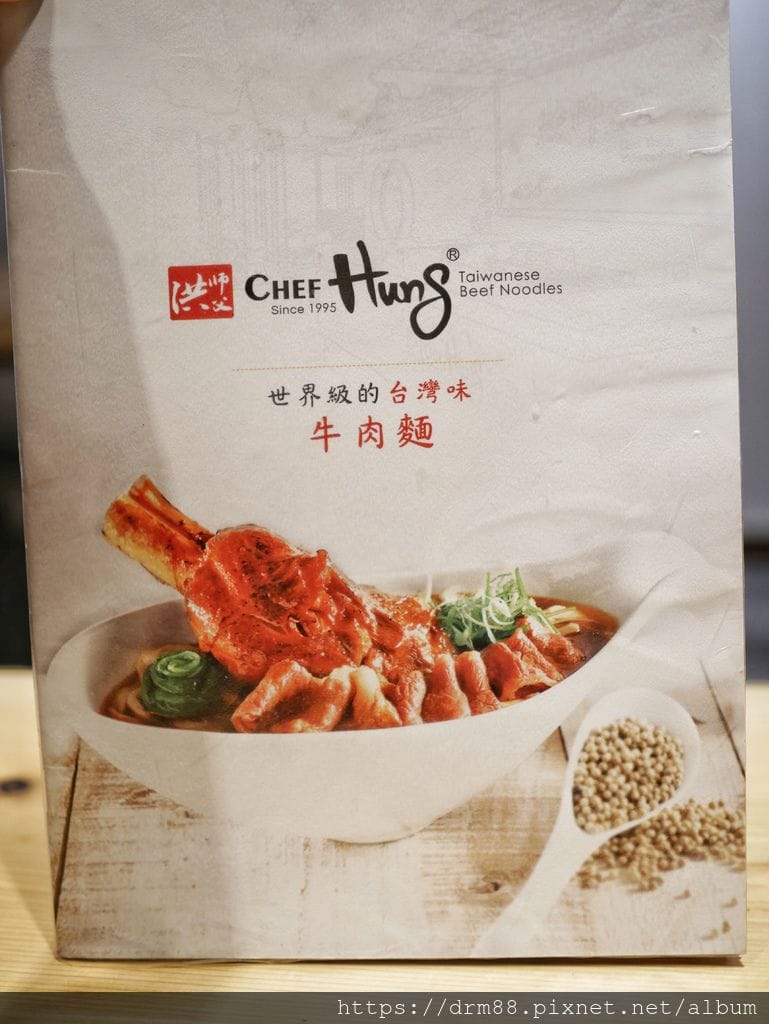 洪師父
CHEF Hung® Taiwanese
Since 1995 Beef Noodles
世界級的台灣味
牛肉麵
https://drm88.pixnet.net/album